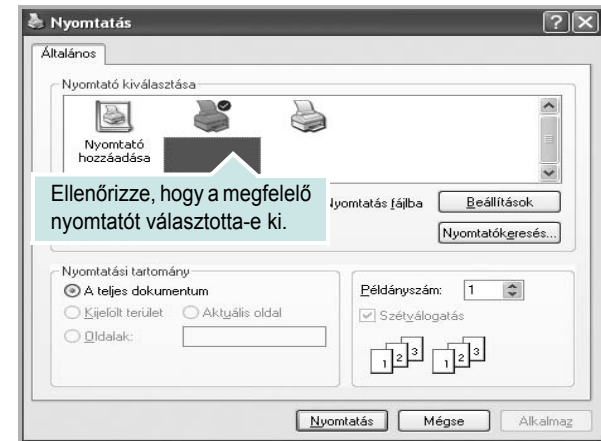 Nyomtatás
Általános
Nyomtató kiválasztása
Nyomtató
hozzáadása
Ellenőrizze, hogy a megfelelő
nyomtatót választotta-e ki.
Nyomtatás fájlba
Beállítások
Nyomtatókeresés...
Nyomtatási tartomány
A teljes dokumentum
Kijelölt terület
Aktuális oldal
Oldalak:
Példányszám: 1
Szétválogatás
1 2 3 1 2 3
Nyomtatás
Mégse
Alkalmaz